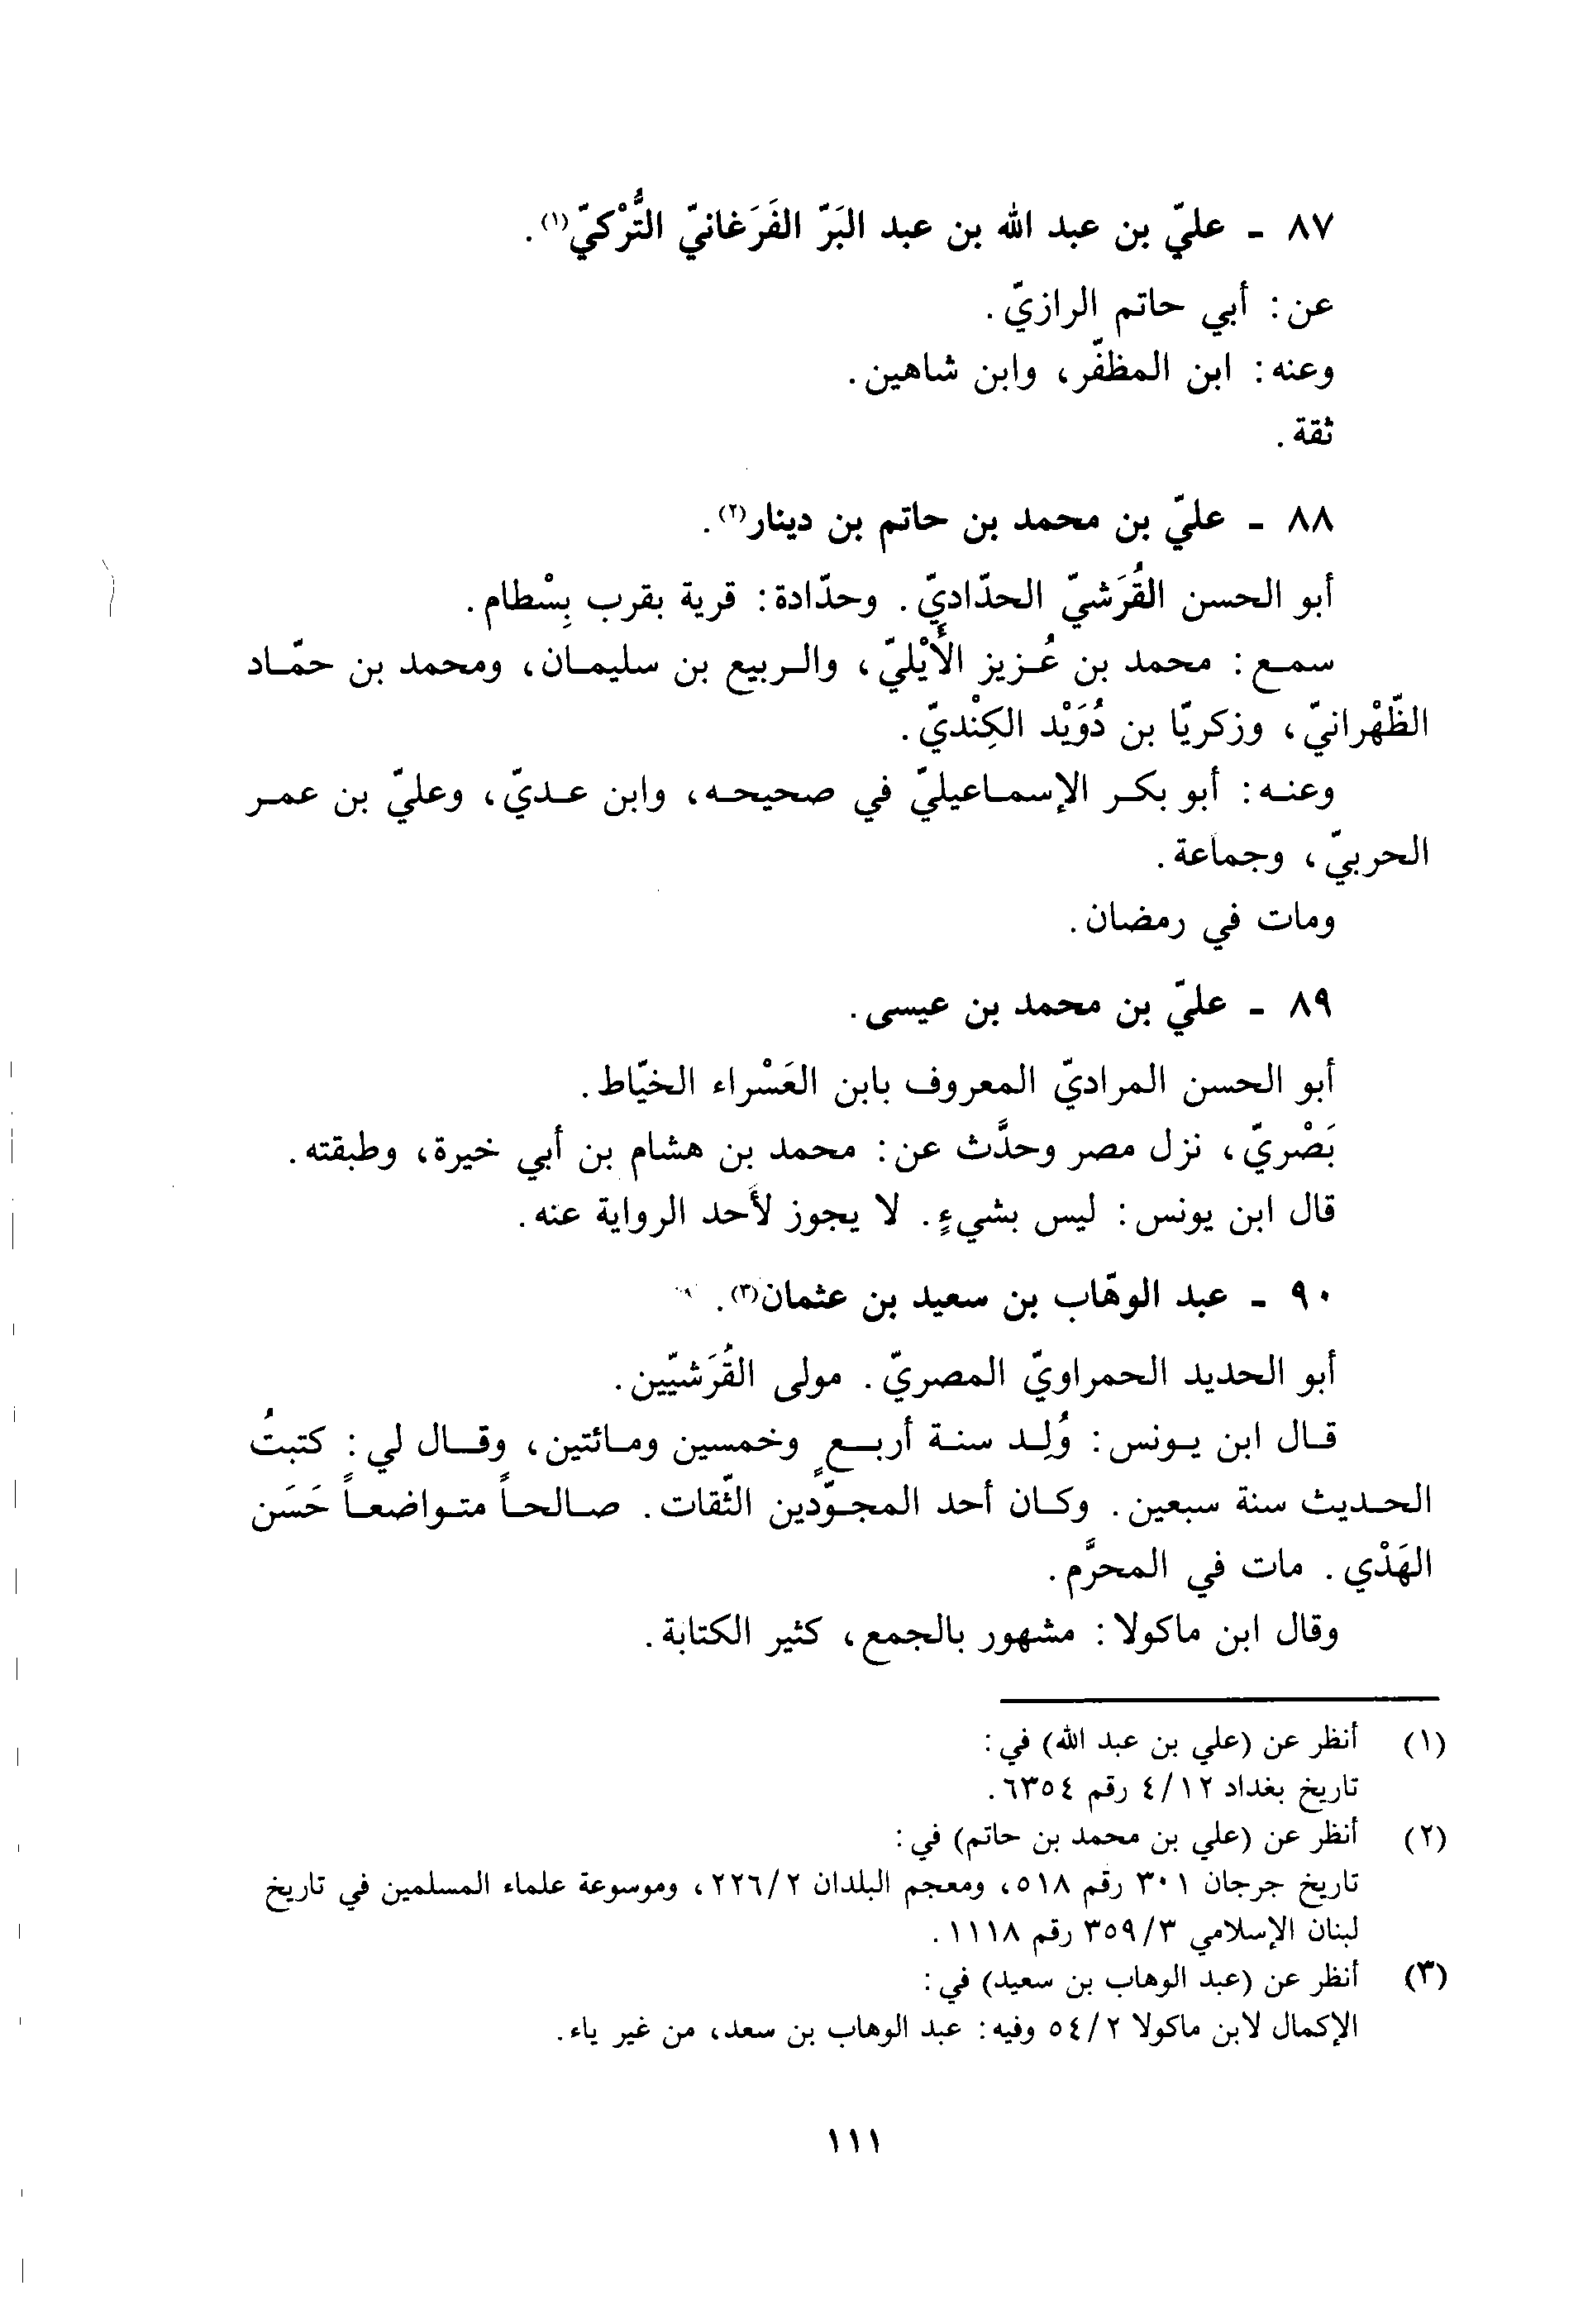 ٨٧ - عليّ بن عبد الله بن عبد البَرّ الفَرَغانيّ التُّرْكيّ(١).
عن: أبي حاتم الرازيّ.
وعنه: ابن المظفّر، وابن شاهين.
ثقة.
٨٨ - عليّ بن محمد بن حاتم بن دينار(٢).
أبو الحسن القُرَشيّ الحدّاديّ. وحدّادة: قرية بقرب بِسْطام.
سمع: محمد بن عُزيز الأَيْليّ، والربيع بن سليمان، ومحمد بن حمّاد
الظّهْرانيّ، وزكريّا بن دُوَيْد الكِنْديّ.
وعنه: أبو بكر الإسماعيليّ في صحيحه، وابن عديّ، وعليّ بن عمر
الحربيّ، وجماعة.
ومات في رمضان.
٨٩ - عليّ بن محمد بن عيسى.
أبو الحسن المراديّ المعروف بابن العَسْراء الخيّاط.
بَصْريّ، نزل مصر وحدَّث عن: محمد بن هشام بن أبي خيرة، وطبقته.
قال ابن يونس: ليس بشيءٍ. لا يجوز لأحد الرواية عنه.
٩٠ - عبد الوهّاب بن سعيد بن عثمان(٣).
أبو الحديد الحمراويّ المصريّ. مولى القُرَشيّين.
قال ابن يونس: وُلِد سنة أربعٍ وخمسين ومائتين، وقال لي: كتبتُ
الحديث سنة سبعين. وكان أحد المجوّدين الثّقات. صالحاً متواضعاً حَسَن
الهَدْي. مات في المحرَّم.
وقال ابن ماكولا: مشهور بالجمع، كثير الكتابة.
(١) أنظر عن (علي بن عبد الله) في:
تاريخ بغداد ٤/١٢ رقم ٦٣٥٤.
(٢) أنظر عن (علي بن محمد بن حاتم) في:
تاريخ جرجان ٣٠١ رقم ٥١٨، ومعجم البلدان ٢٢٦/٢، وموسوعة علماء المسلمين في تاريخ
لبنان الإسلامي ٣٥٩/٣ رقم ١١١٨.
(٣) أنظر عن (عبد الوهاب بن سعيد) في:
الإكمال لابن ماكولا ٥٤/٢ وفيه: عبد الوهاب بن سعد، من غير ياء.
١١١